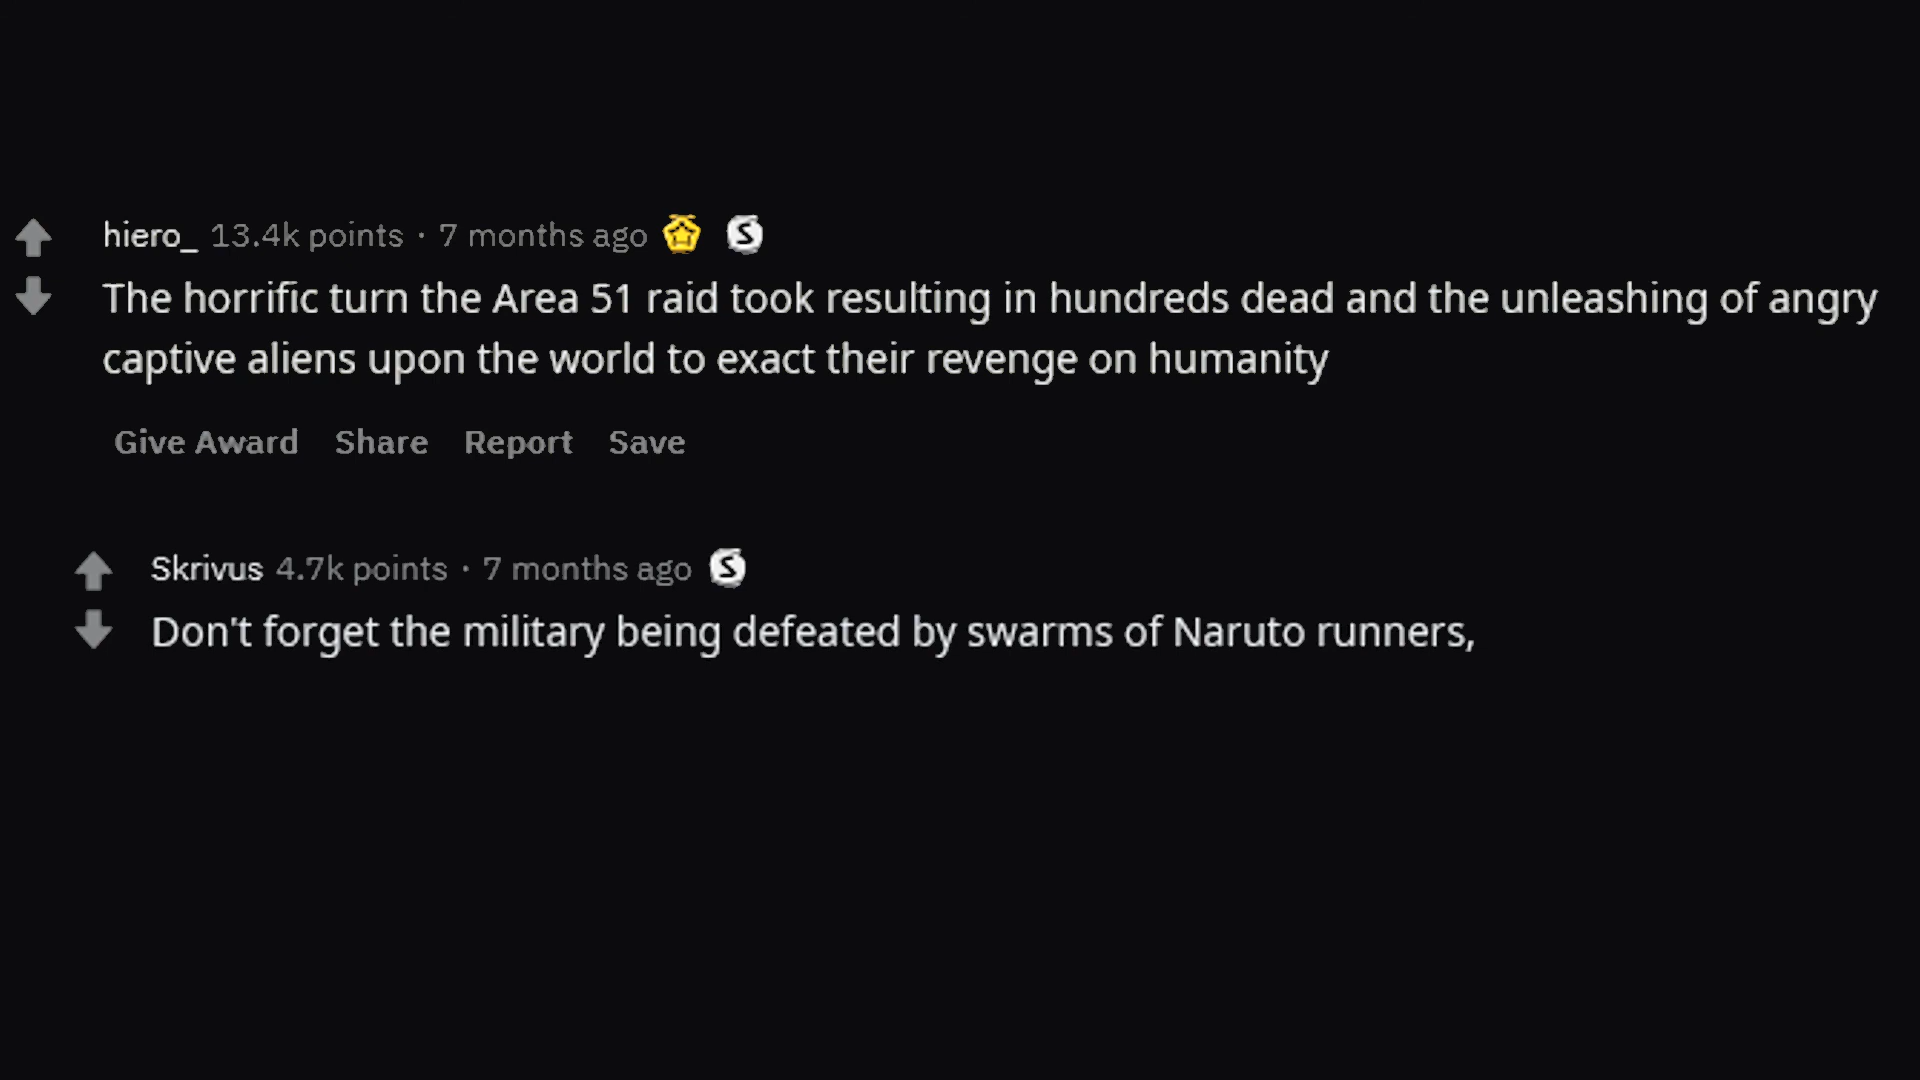 hiero_ 13.4k points · 7 months ago
The horrific turn the Area 51 raid took resulting in hundreds dead and the unleashing of angry
captive aliens upon the world to exact their revenge on humanity
Give Award Share Report Save
Skrivus 4.7k points · 7 months ago
Don't forget the military being defeated by swarms of Naruto runners,